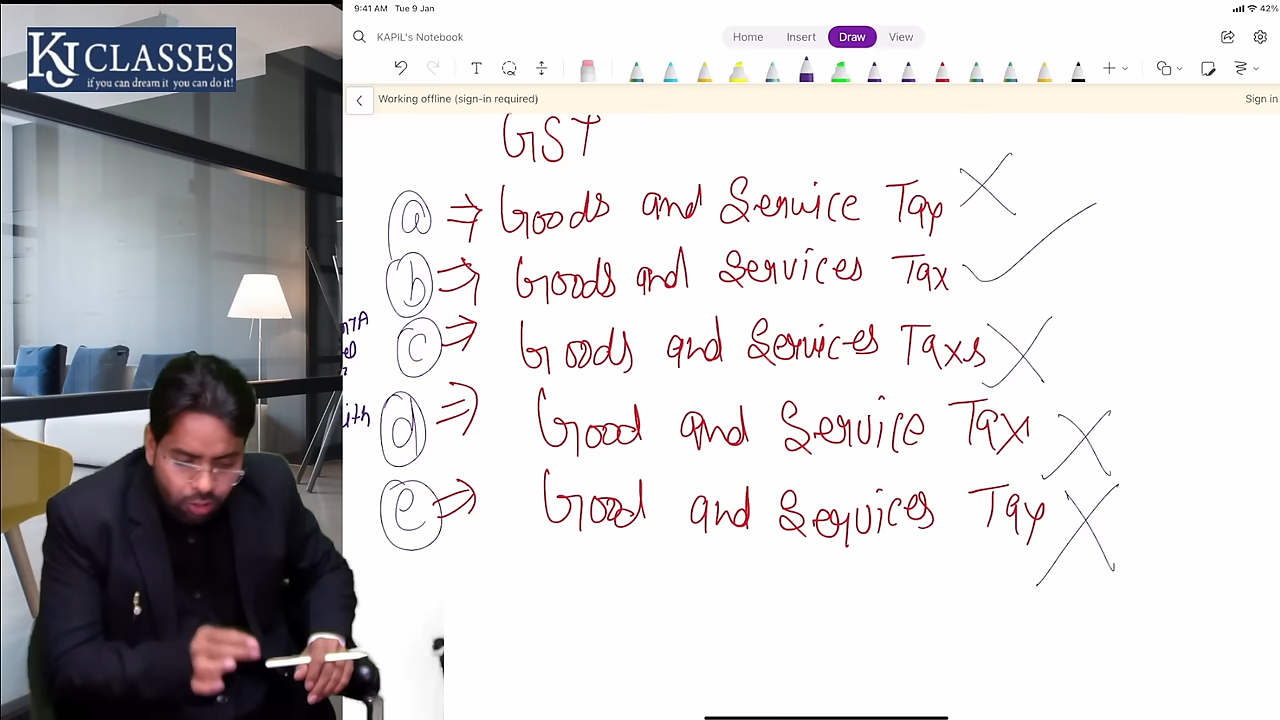 KJ CLASSES
if you can dream it you can do it!
9:41 AM Tue 9 Jan
42%
KAPIL's Notebook
Home Insert Draw View
Working offline (sign-in required)
Sign in
GST
a ⇒ Goods and Service Tax
b ⇒ Goods and Services Tax
c ⇒ Goods and Services Taxs
d ⇒ Good and Service Tax
e ⇒ Good and Services Tax
ith